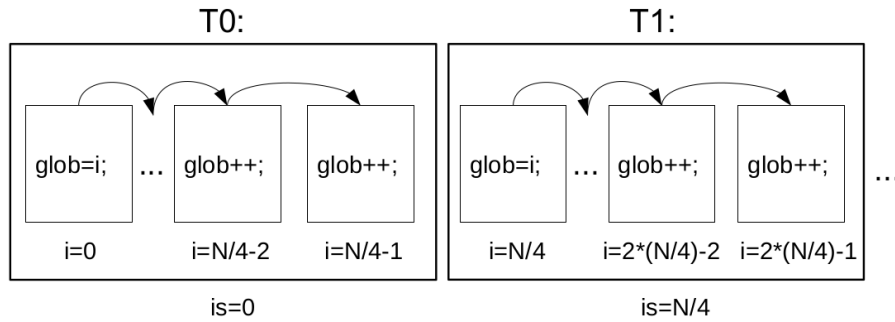 T0: T1:
glob=i; ... glob++; glob++; glob=i; ... glob++; glob++; ...
i=0 i=N/4-2 i=N/4-1 i=N/4 i=2*(N/4)-2 i=2*(N/4)-1
is=0 is=N/4